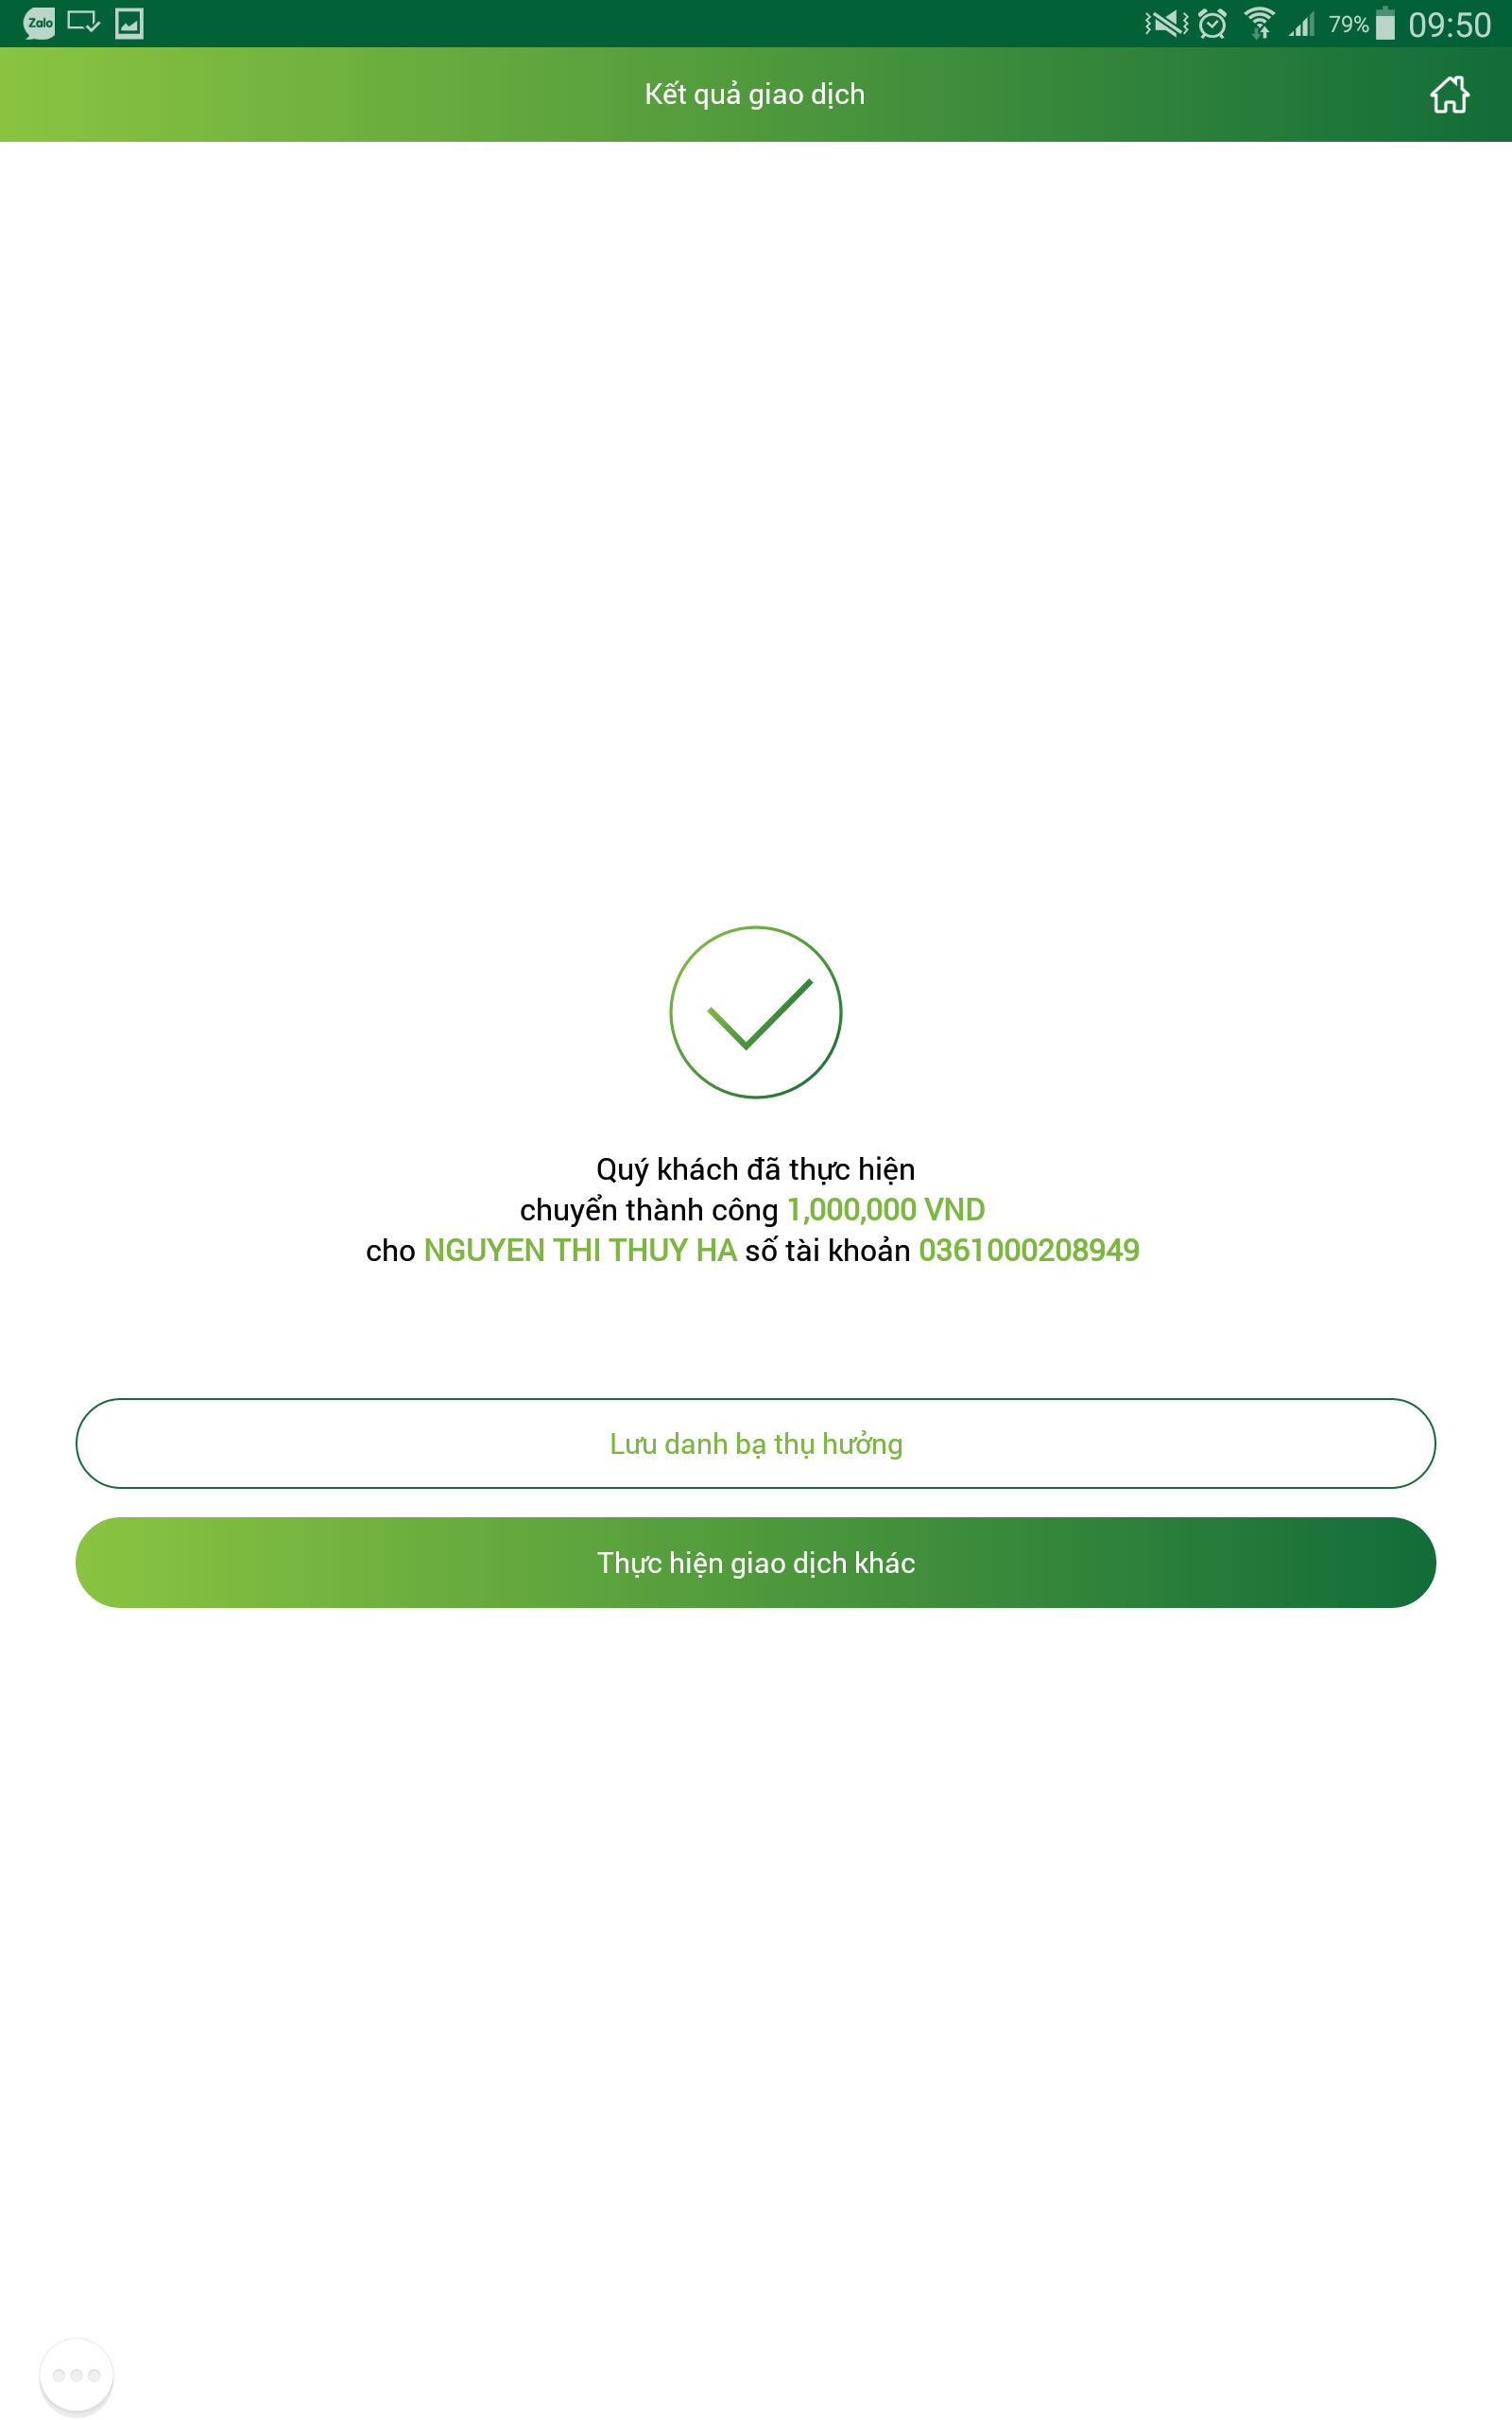 Zalo
79% 09:50
Kết quả giao dịch
Quý khách đã thực hiện
chuyển thành công 1,000,000 VND
cho NGUYEN THI THUY HA số tài khoản 0361000208949
Lưu danh bạ thụ hưởng
Thực hiện giao dịch khác